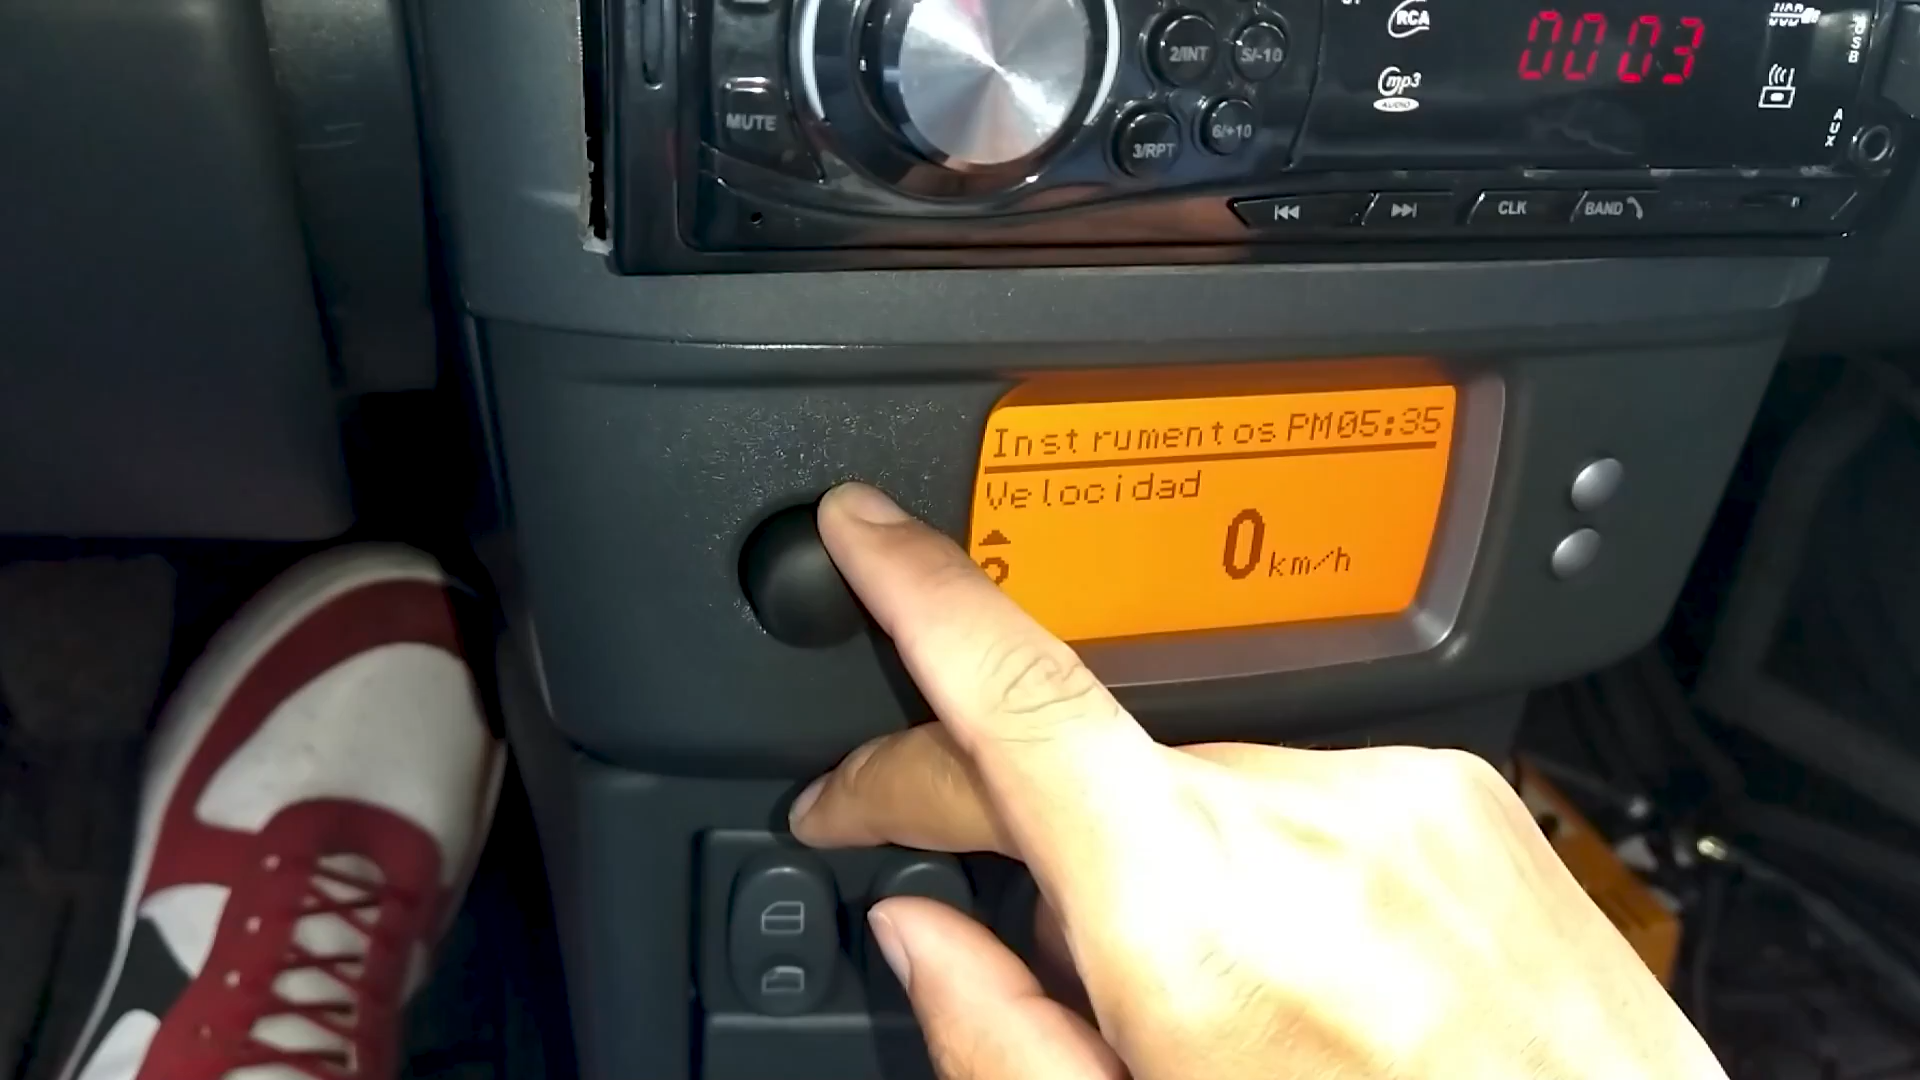 RCA
2/INT
5/-10
0003
USB
mp3
AUDIO
MUTE
3/RPT
6/+10
AUX
CLK
BAND
Instrumentos PM05:35
Velocidad
0 km/h